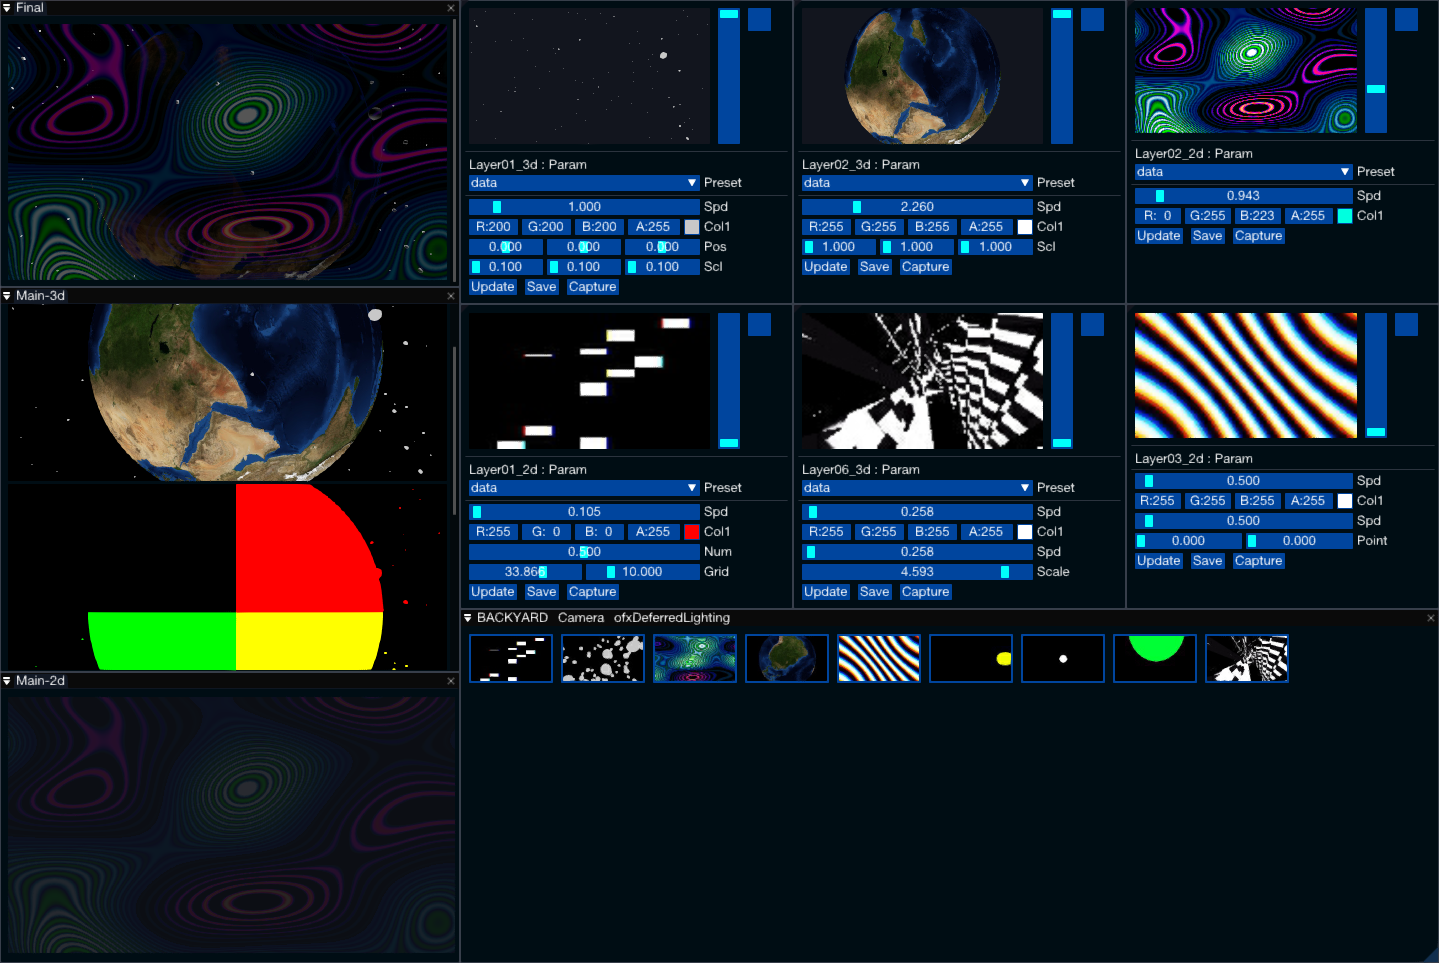 Final
Main-3d
Main-2d
Layer01_3d : Param
data Preset
1.000 Spd
R:200 G:200 B:200 A:255 Col1
0.000 0.000 0.000 Pos
0.100 0.100 0.100 Scl
Update Save Capture
Layer02_3d : Param
data Preset
2.260 Spd
R:255 G:255 B:255 A:255 Col1
1.000 1.000 1.000 Scl
Update Save Capture
Layer02_2d : Param
data Preset
0.943 Spd
R: 0 G:255 B:223 A:255 Col1
Update Save Capture
Layer01_2d : Param
data Preset
0.105 Spd
R:255 G: 0 B: 0 A:255 Col1
0.500 Num
33.866 10.000 Grid
Update Save Capture
Layer06_3d : Param
data Preset
0.258 Spd
R:255 G:255 B:255 A:255 Col1
0.258 Spd
4.593 Scale
Update Save Capture
Layer03_2d : Param
0.500 Spd
R:255 G:255 B:255 A:255 Col1
0.500 Spd
0.000 0.000 Point
Update Save Capture
BACKYARD Camera ofxDeferredLighting